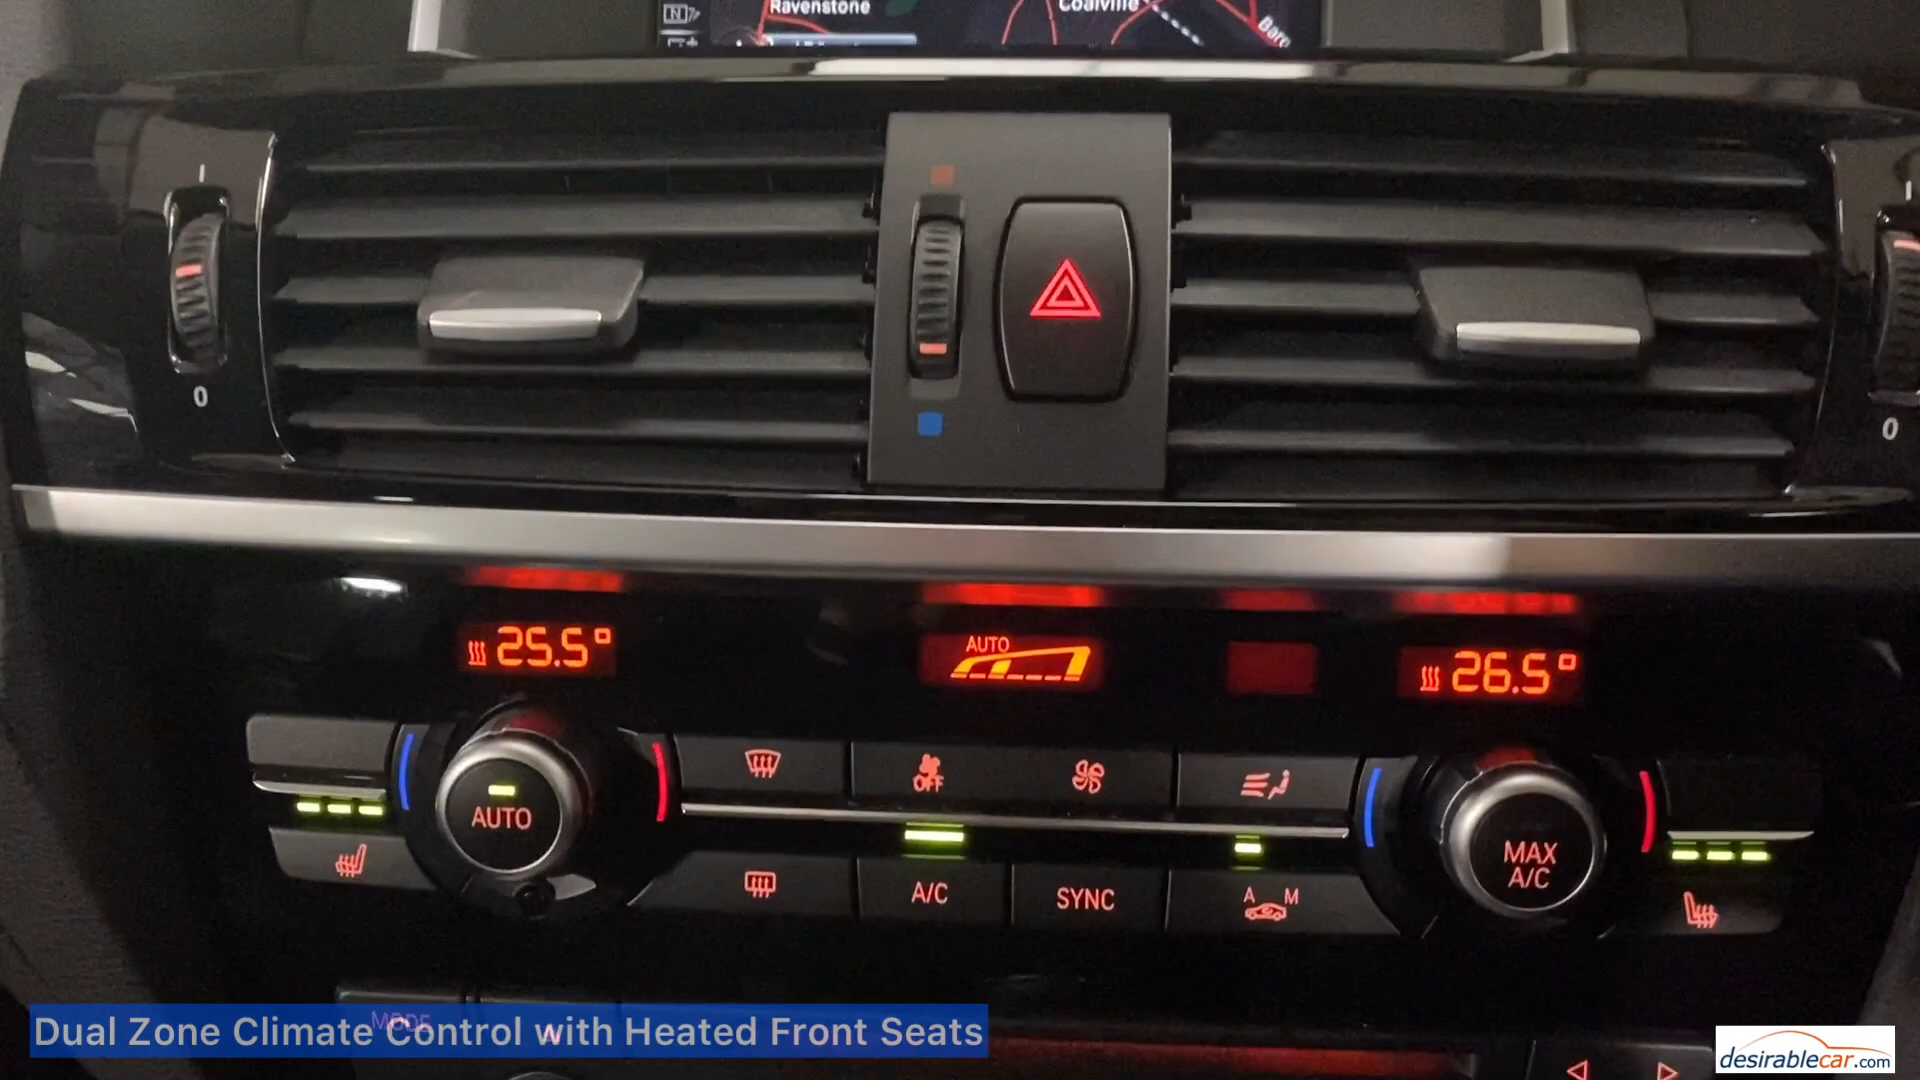 Ravenstone
Coalville
N
0
0
25.5°
AUTO
26.5°
AUTO
OFF
MAX
A/C
A/C
SYNC
A M
MODE
Dual Zone Climate Control with Heated Front Seats
desirablecar.com